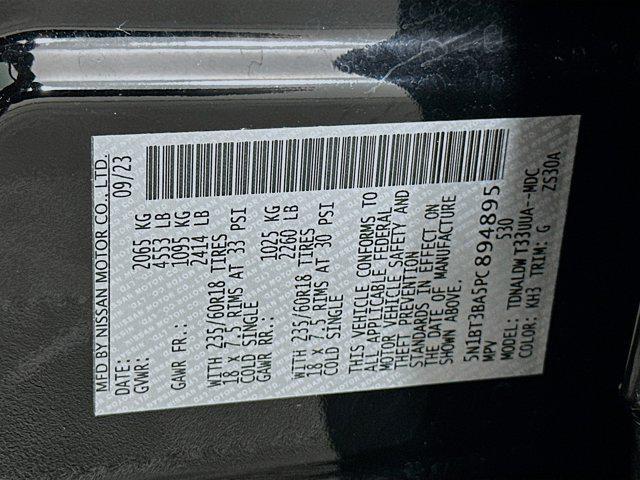 MFD BY NISSAN MOTOR CO., LTD.
DATE: 09/23
GVWR: 2065 KG
4553 LB
GAWR FR.: 1095 KG
2414 LB
WITH 235/60R18 TIRES
18 X 7.5 RIMS AT 33 PSI
COLD SINGLE
GAWR RR.: 1025 KG
2260 LB
WITH 235/60R18 TIRES
18 X 7.5 RIMS AT 30 PSI
COLD SINGLE
THIS VEHICLE CONFORMS TO
ALL APPLICABLE FEDERAL
MOTOR VEHICLE SAFETY AND
THEFT PREVENTION
STANDARDS IN EFFECT ON
THE DATE OF MANUFACTURE
SHOWN ABOVE.
5N1BT3BA5PC894895
MPV 530
MODEL: TDNALDW T33UUA--MDC
COLOR: KH3 TRIM: G ZS30A